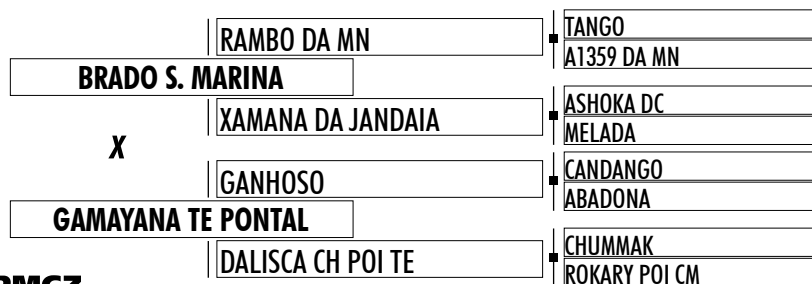 RAMBO DA MN
TANGO
A1359 DA MN
BRADO S. MARINA
XAMANA DA JANDAIA
ASHOKA DC
MELADA
X
GANHOSO
CANDANGO
ABADONA
GAMAYANA TE PONTAL
DALISCA CH POI TE
CHUMMAK
ROKARY POI CM